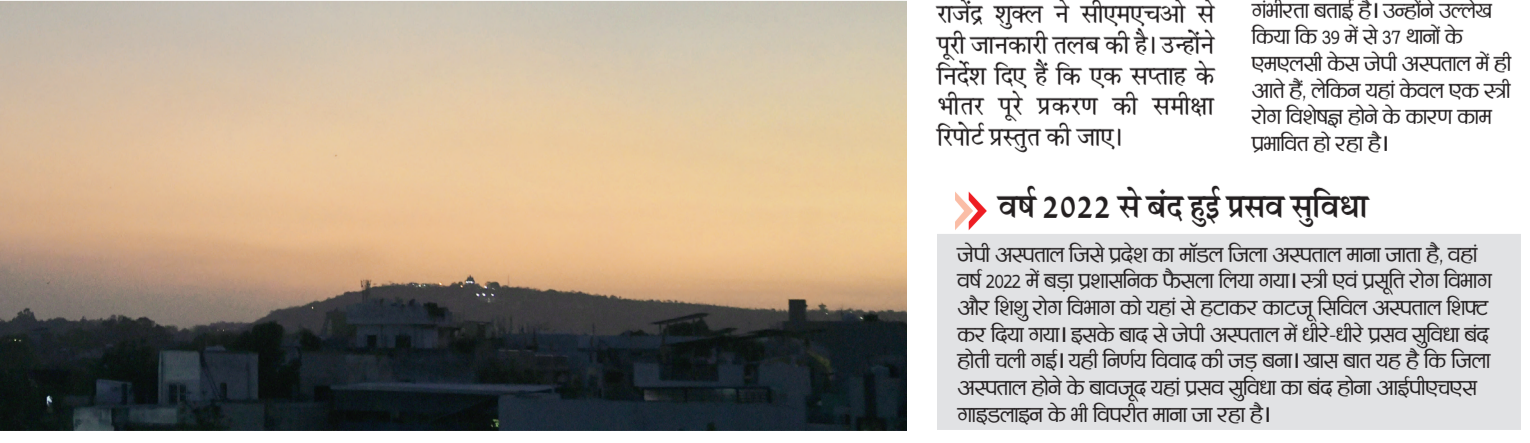 राजेंद्र शुक्ल ने सीएमएचओ से
पूरी जानकारी तलब की है। उन्होंने
निर्देश दिए हैं कि एक सप्ताह के
भीतर पूरे प्रकरण की समीक्षा
रिपोर्ट प्रस्तुत की जाए।
गंभीरता बताई है। उन्होंने उल्लेख
किया कि 39 में से 37 थानों के
एमएलसी केस जेपी अस्पताल में ही
आते हैं, लेकिन यहां केवल एक स्त्री
रोग विशेषज्ञ होने के कारण काम
प्रभावित हो रहा है।
वर्ष 2022 से बंद हुई प्रसव सुविधा
जेपी अस्पताल जिसे प्रदेश का मॉडल जिला अस्पताल माना जाता है, वहां
वर्ष 2022 में बड़ा प्रशासनिक फैसला लिया गया। स्त्री एवं प्रसूति रोग विभाग
और शिशु रोग विभाग को यहां से हटाकर काटजू सिविल अस्पताल शिफ्ट
कर दिया गया। इसके बाद से जेपी अस्पताल में धीरे-धीरे प्रसव सुविधा बंद
होती चली गई। यही निर्णय विवाद की जड़ बना। खास बात यह है कि जिला
अस्पताल होने के बावजूद यहां प्रसव सुविधा का बंद होना आईपीएचएस
गाइडलाइन के भी विपरीत माना जा रहा है।